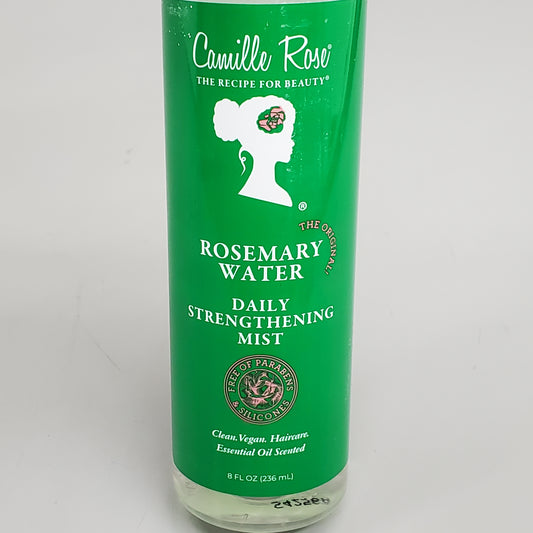 Camille Rose®
THE RECIPE FOR BEAUTY®
®
THE ORIGINAL!
ROSEMARY
WATER
DAILY
STRENGTHENING
MIST
FREE OF PARABENS
& SILICONES
Clean. Vegan. Haircare.
Essential Oil Scented
8 FL OZ (236 mL)